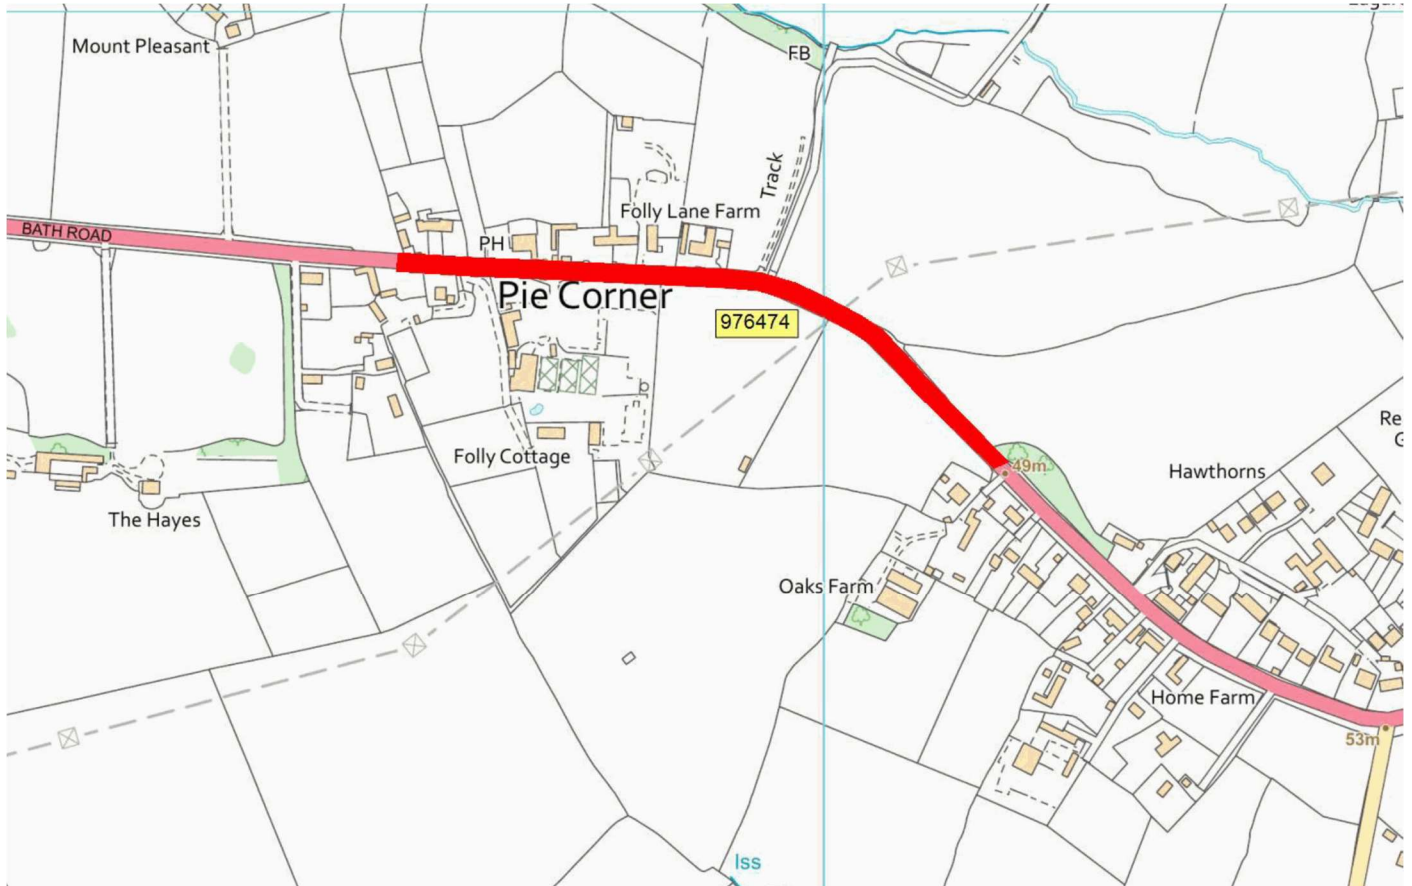 Mount Pleasant
FB
Track
Folly Lane Farm
BATH ROAD
PH
Pie Corner
976474
Folly Cottage
49m
Hawthorns
Re
G
The Hayes
Oaks Farm
Home Farm
53m
Iss